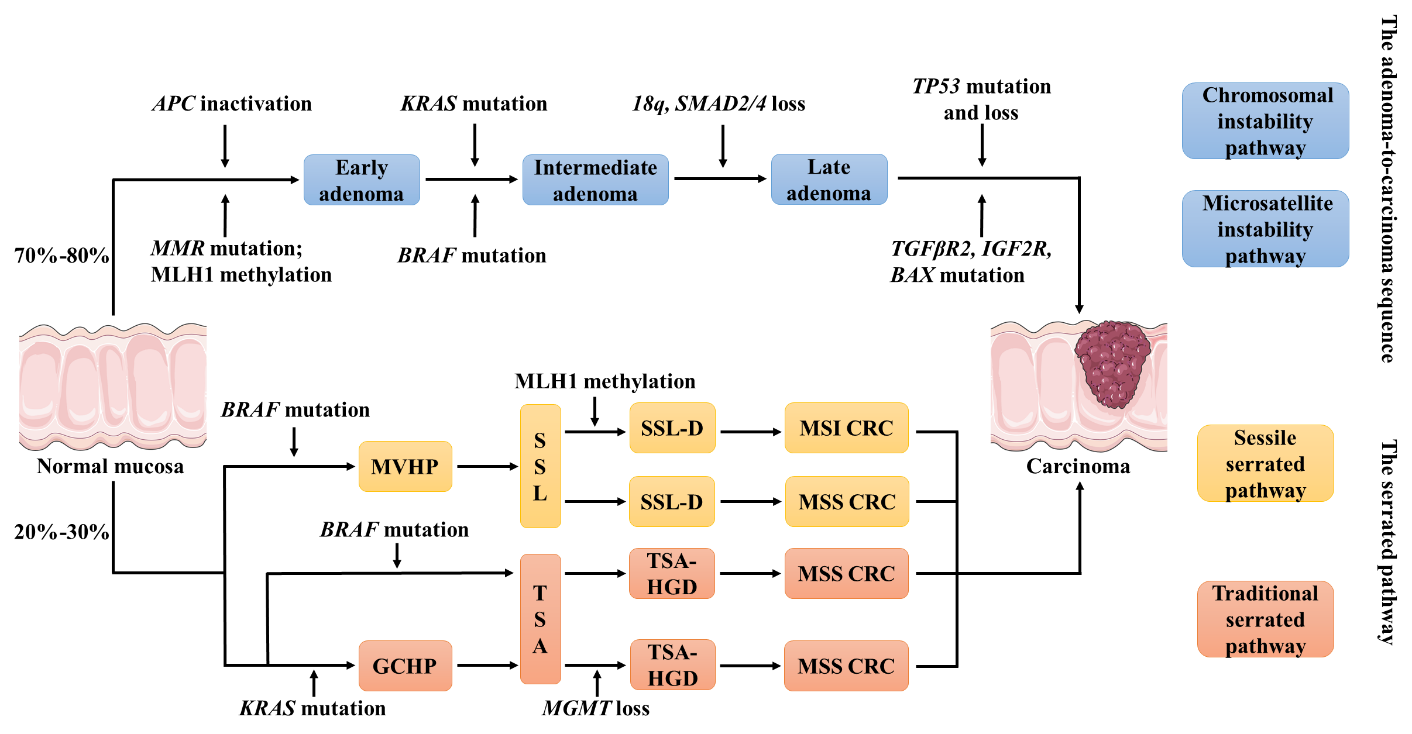 APC inactivation
KRAS mutation
18q, SMAD2/4 loss
TP53 mutation
and loss
Early
adenoma
Intermediate
adenoma
Late
adenoma
MMR mutation;
MLH1 methylation
BRAF mutation
TGFβR2, IGF2R,
BAX mutation
70%-80%
Chromosomal
instability
pathway
Microsatellite
instability
pathway
The adenoma-to-carcinoma sequence
Normal mucosa
Carcinoma
20%-30%
BRAF mutation
MVHP
S
S
L
MLH1 methylation
SSL-D
MSI CRC
SSL-D
MSS CRC
BRAF mutation
T
S
A
TSA-
HGD
MSS CRC
GCHP
KRAS mutation
MGMT loss
TSA-
HGD
MSS CRC
Sessile
serrated
pathway
Traditional
serrated
pathway
The serrated pathway